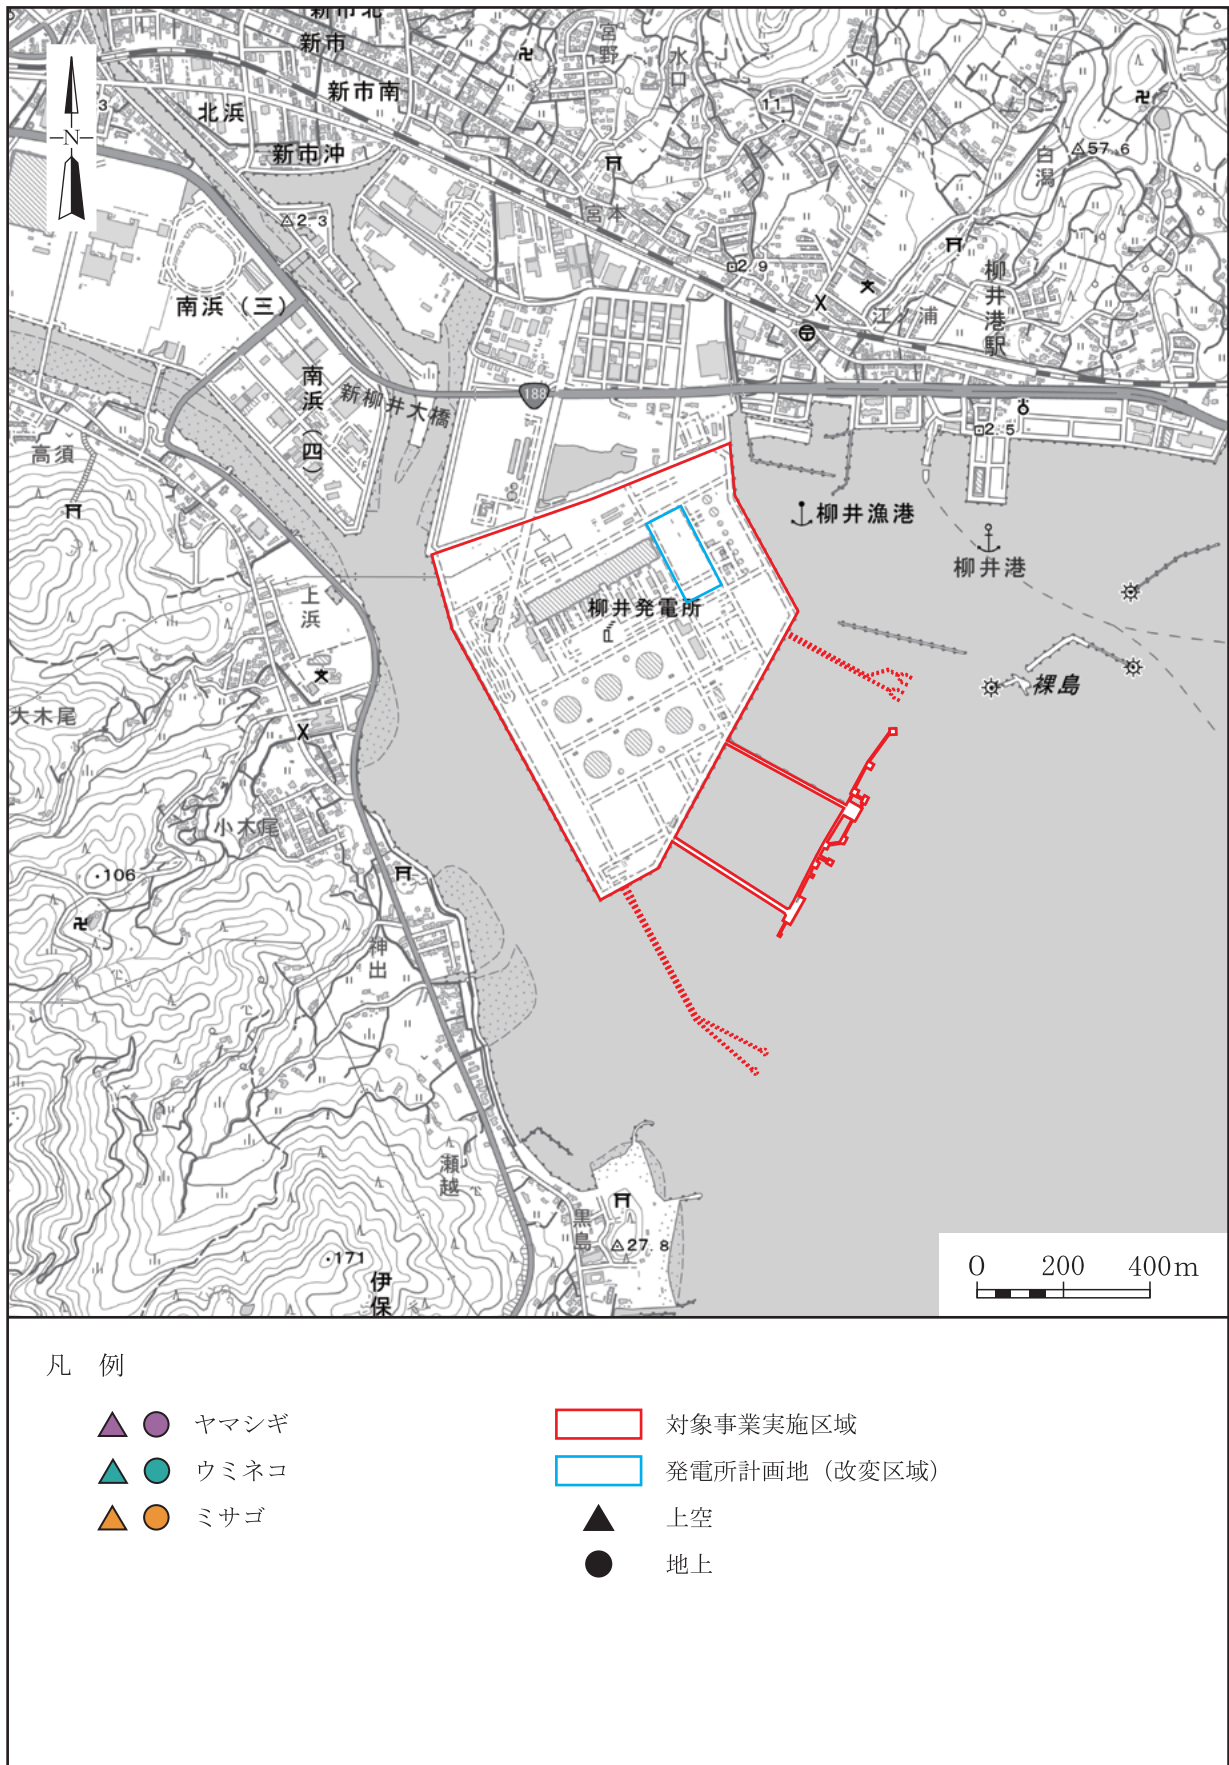 新市北
新市
新市南
北浜
新市沖
3
N
宮野
水口
11
宮本
白潟
57.6
2.3
2.9
南浜（三）
江ノ浦
柳井港駅
南浜（四）
新柳井大橋
188
2.5
高須
柳井漁港
柳井港
上浜
柳井発電所
裸島
大木尾
小木尾
106
神出
瀬越
黒島
27.8
171
伊保
0 200 400m
凡 例
ヤマシギ
ウミネコ
ミサゴ
対象事業実施区域
発電所計画地（改変区域）
上空
地上